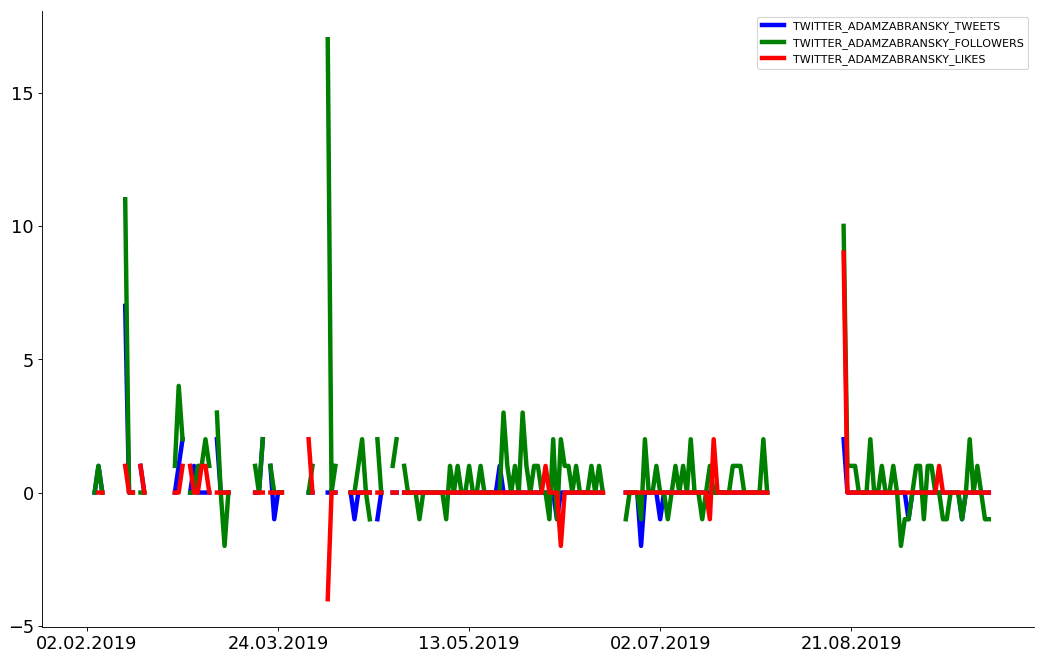 TWITTER_ADAMZABRANSKY_TWEETS
TWITTER_ADAMZABRANSKY_FOLLOWERS
TWITTER_ADAMZABRANSKY_LIKES
15
10
5
0
−5
02.02.2019 24.03.2019 13.05.2019 02.07.2019 21.08.2019